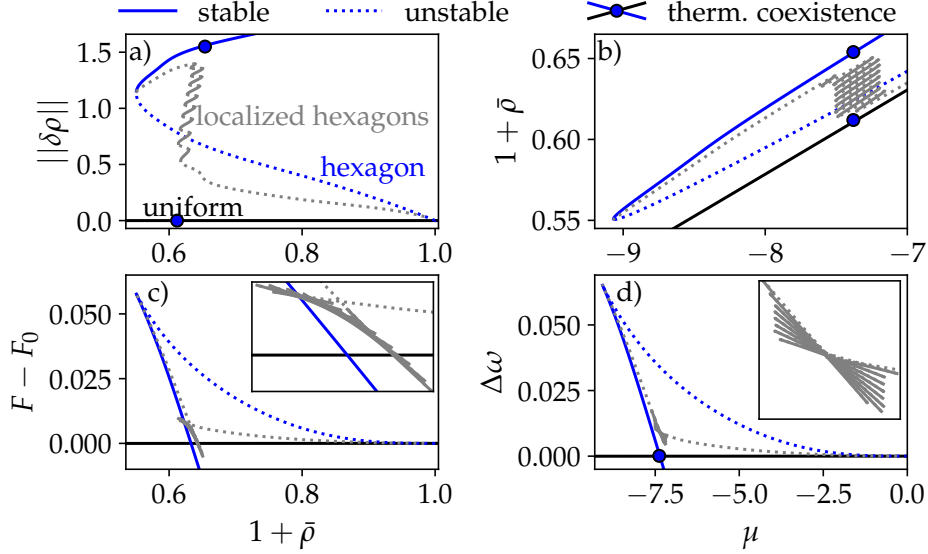 stable unstable therm. coexistence
a)
1.5
1.0
0.5
0.0
||δρ||
localized hexagons
hexagon
uniform
0.6 0.8 1.0
b)
0.65
0.60
0.55
1 + ρ̄
−9 −8 −7
c)
0.050
0.025
0.000
F − F₀
0.6 0.8 1.0
1 + ρ̄
d)
0.050
0.025
0.000
Δω
−7.5 −5.0 −2.5 0.0
μ